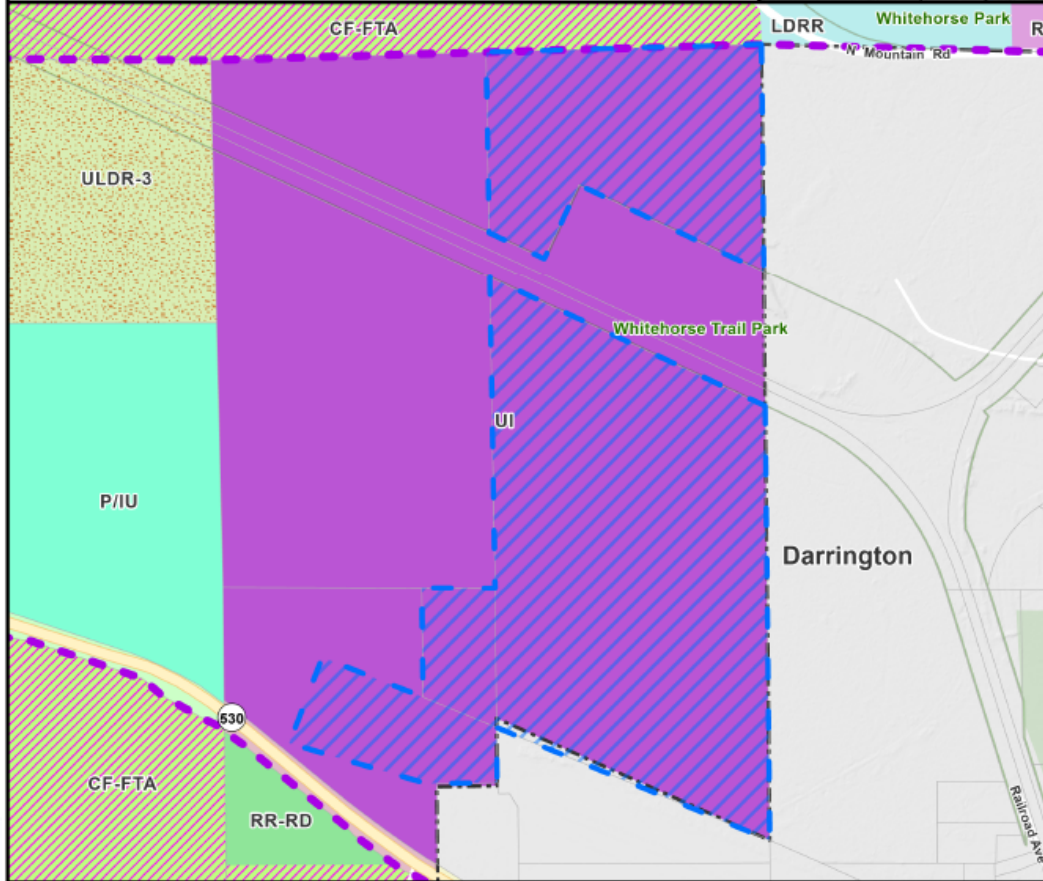 CF-FTA
LDRR
Whitehorse Park
R
N Mountain Rd
ULDR-3
Whitehorse Trail Park
UI
P/IU
Darrington
530
CF-FTA
RR-RD
Railroad Ave